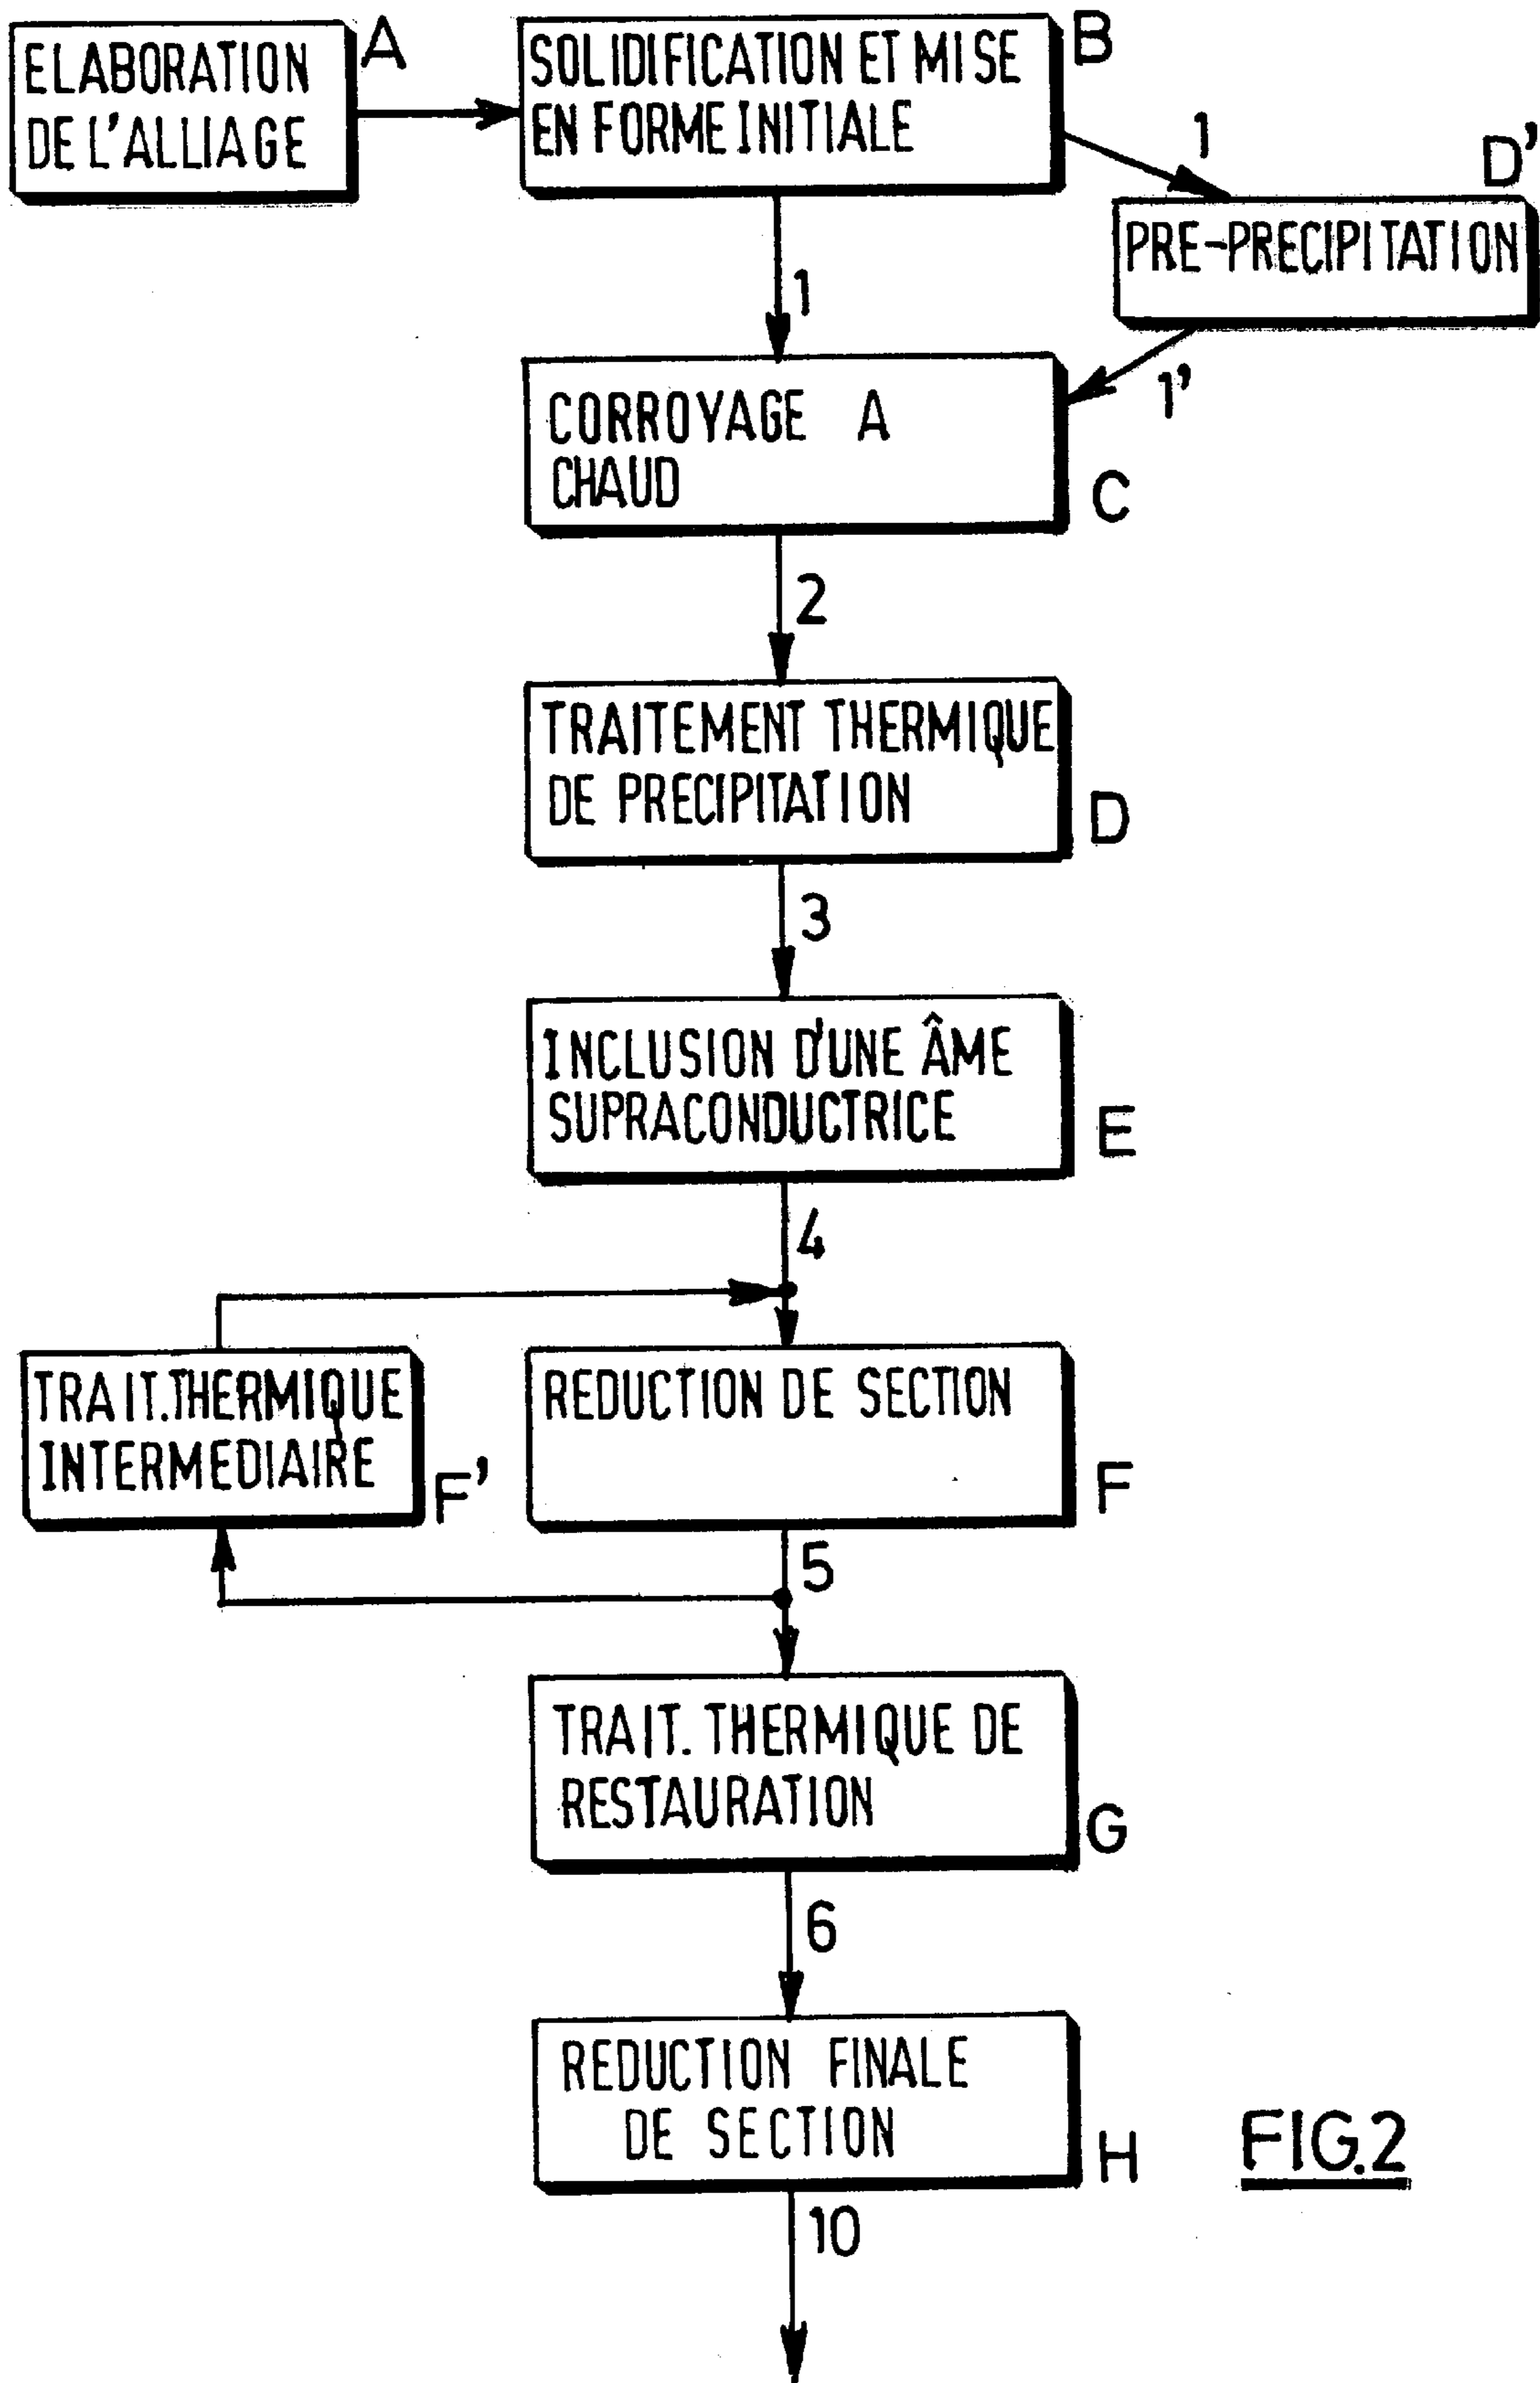 ELABORATION
DE L'ALLIAGE
A
SOLIDIFICATION ET MISE
EN FORME INITIALE
B
1
D'
PRE-PRECIPITATION
1
1'
CORROYAGE A
CHAUD
C
2
TRAITEMENT THERMIQUE
DE PRECIPITATION
D
3
INCLUSION D'UNE ÂME
SUPRACONDUCTRICE
E
4
TRAIT.THERMIQUE
INTERMEDIAIRE
F'
REDUCTION DE SECTION
F
5
TRAIT. THERMIQUE DE
RESTAURATION
G
6
REDUCTION FINALE
DE SECTION
H
FIG.2
10